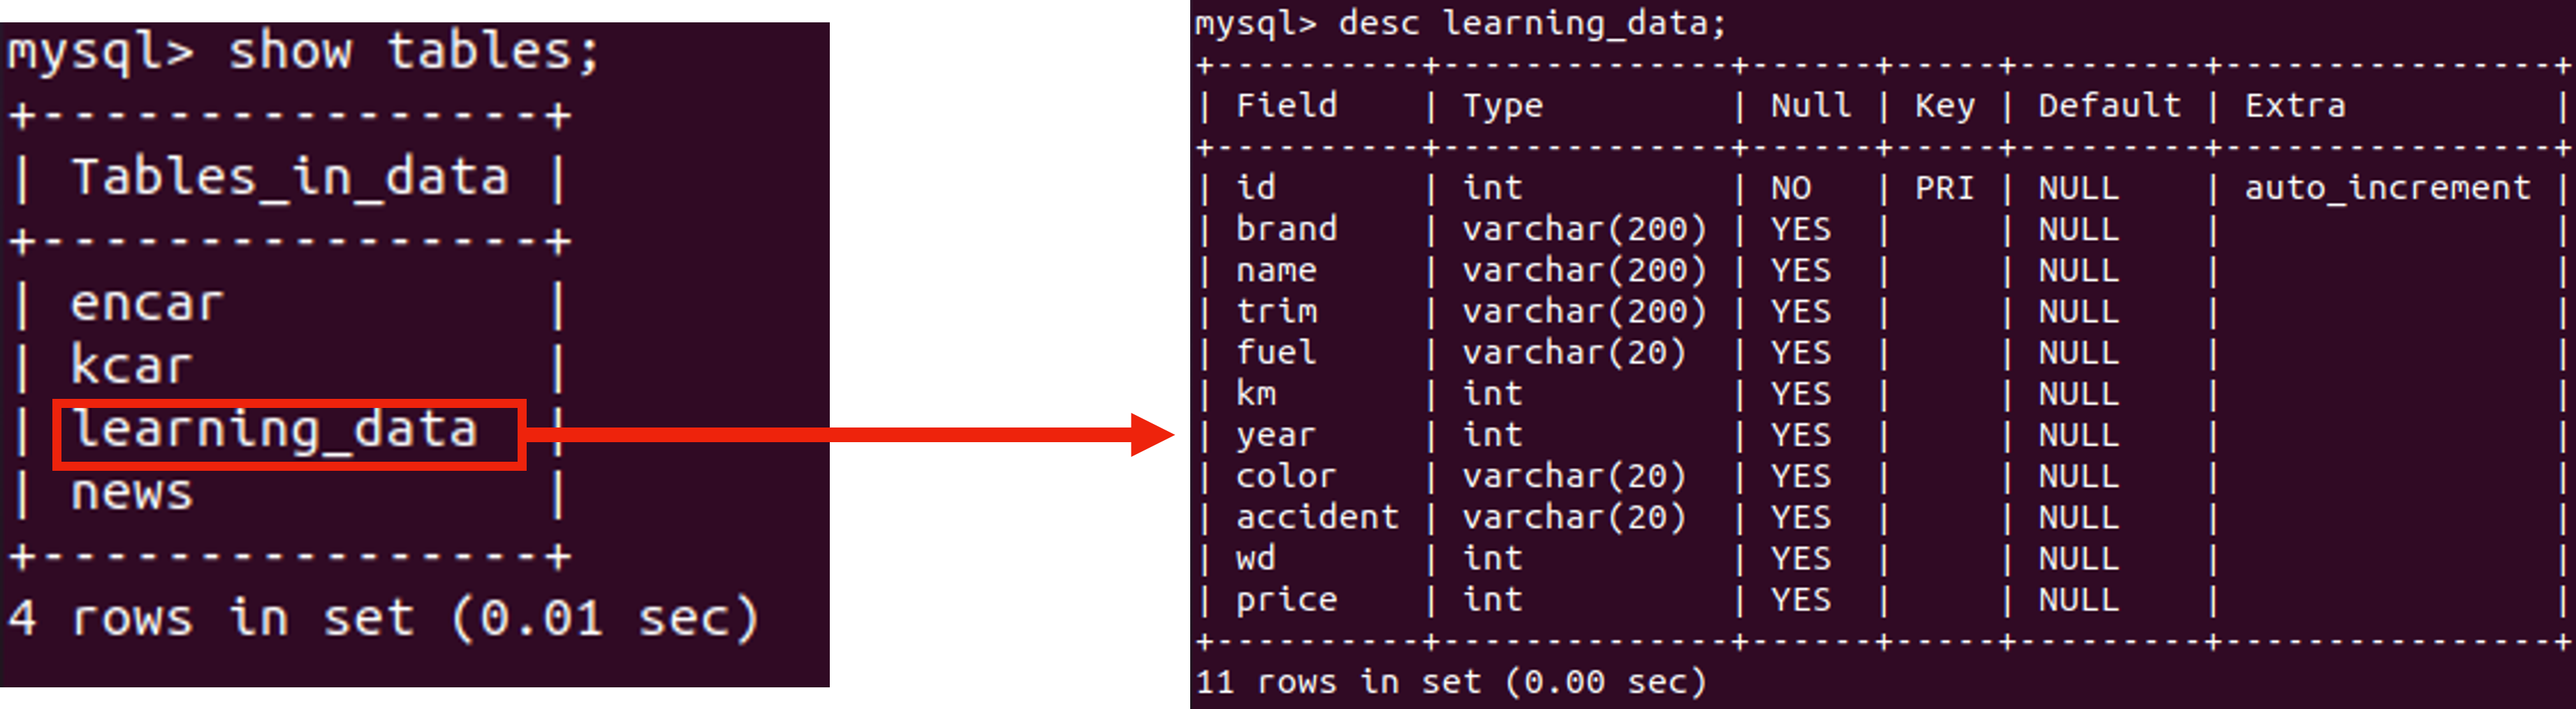 mysql> show tables;
+----------------+
| Tables_in_data |
+----------------+
| encar          |
| kcar           |
| learning_data  |
| news           |
+----------------+
4 rows in set (0.01 sec)
mysql> desc learning_data;
+----------+--------------+------+-----+---------+----------------+
| Field    | Type         | Null | Key | Default | Extra          |
+----------+--------------+------+-----+---------+----------------+
| id       | int          | NO   | PRI | NULL    | auto_increment |
| brand    | varchar(200) | YES  |     | NULL    |                |
| name     | varchar(200) | YES  |     | NULL    |                |
| trim     | varchar(200) | YES  |     | NULL    |                |
| fuel     | varchar(20)  | YES  |     | NULL    |                |
| km       | int          | YES  |     | NULL    |                |
| year     | int          | YES  |     | NULL    |                |
| color    | varchar(20)  | YES  |     | NULL    |                |
| accident | varchar(20)  | YES  |     | NULL    |                |
| wd       | int          | YES  |     | NULL    |                |
| price    | int          | YES  |     | NULL    |                |
+----------+--------------+------+-----+---------+----------------+
11 rows in set (0.00 sec)